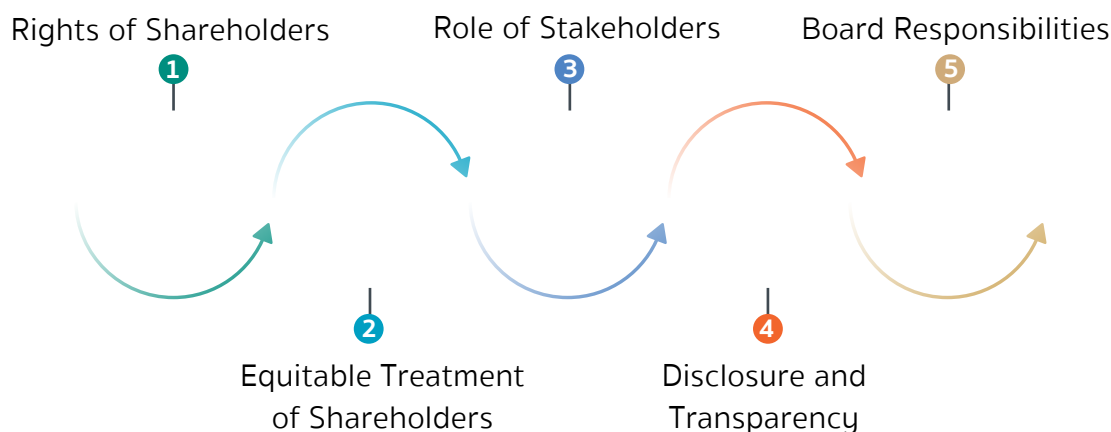 Rights of Shareholders
1
Equitable Treatment
of Shareholders
2
Role of Stakeholders
3
Disclosure and
Transparency
4
Board Responsibilities
5